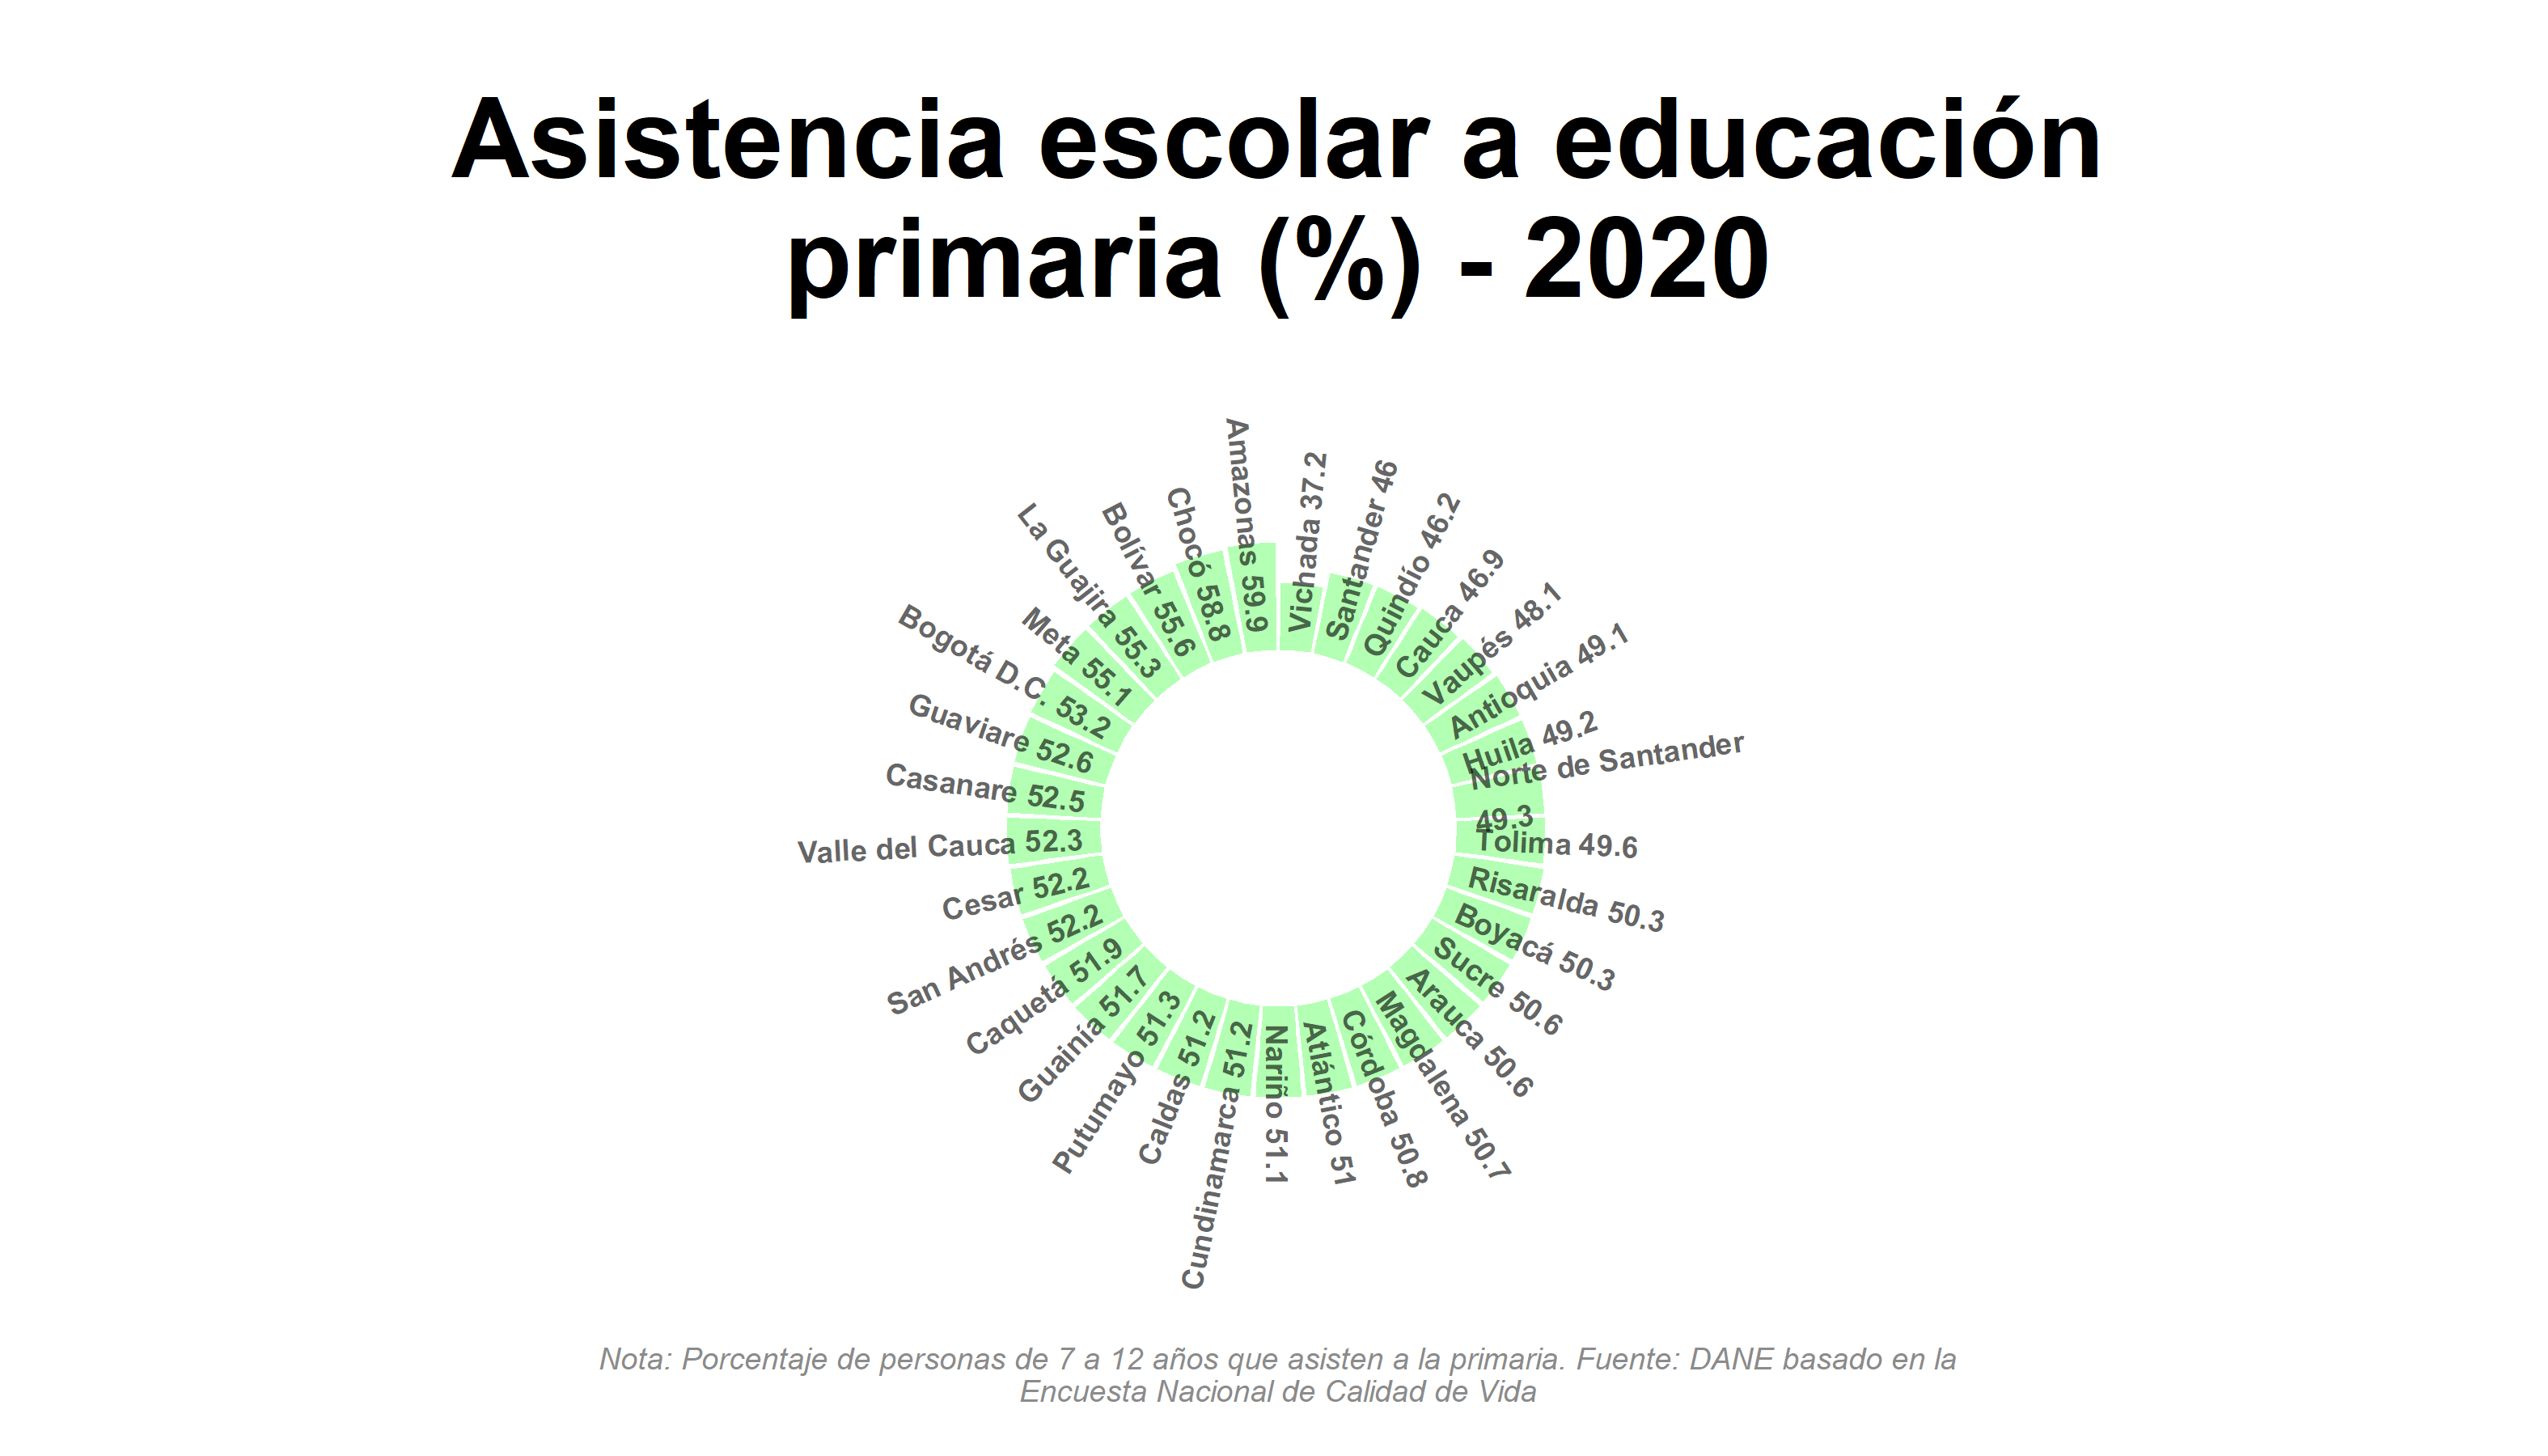 Asistencia escolar a educación
primaria (%) - 2020
Vichada 37.2
Santander 46
Quindío 46.2
Cauca 46.9
Vaupés 48.1
Antioquia 49.1
Huila 49.2
Norte de Santander
49.3
Tolima 49.6
Risaralda 50.3
Boyacá 50.3
Sucre 50.6
Arauca 50.6
Magdalena 50.7
Córdoba 50.8
Atlántico 51
Nariño 51.1
Cundinamarca 51.2
Caldas 51.2
Putumayo 51.3
Guainía 51.7
Caquetá 51.9
San Andrés 52.2
Cesar 52.2
Valle del Cauca 52.3
Casanare 52.5
Guaviare 52.6
Bogotá D.C. 53.2
Meta 55.1
La Guajira 55.3
Bolívar 55.6
Chocó 58.8
Amazonas 59.9
Nota: Porcentaje de personas de 7 a 12 años que asisten a la primaria. Fuente: DANE basado en la
Encuesta Nacional de Calidad de Vida